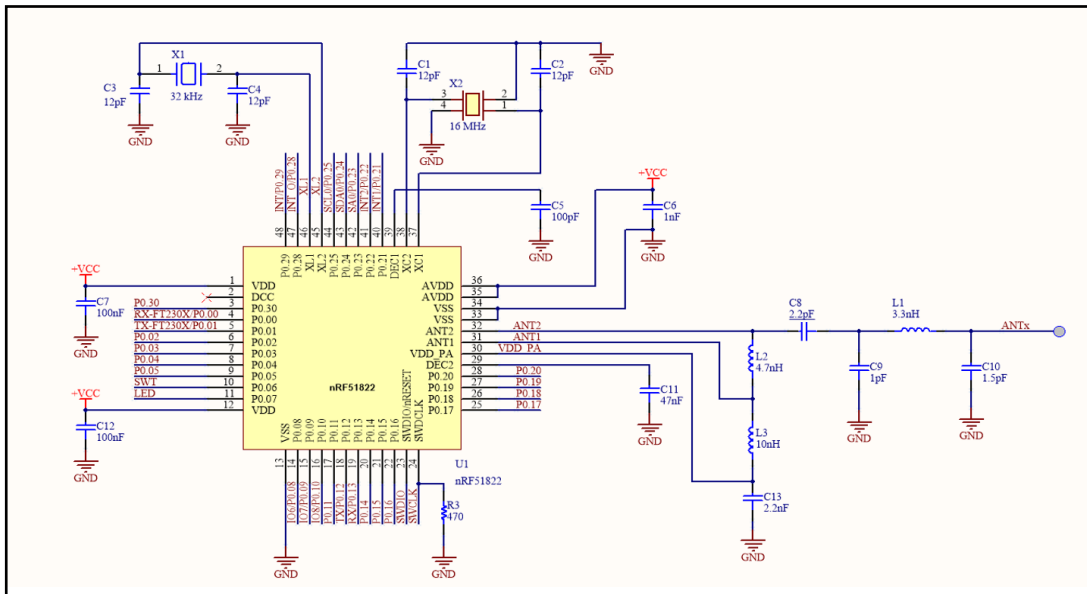 X1
1
2
32 kHz
C3
12pF
C4
12pF
GND
GND
C1
12pF
C2
12pF
GND
X2
3
4
2
1
16 MHz
GND
INT/P0.29
INT_O/P0.28
XL1
XL2
SCL0/P0.25
SDA0/P0.24
SA0/P0.23
INT2/P0.22
INT1/P0.21
48
47
46
45
44
43
42
41
40
39
38
37
P0.29
P0.28
XL1
XL2
P0.25
P0.24
P0.23
P0.22
P0.21
DEC1
XC2
XC1
C5
100pF
GND
+VCC
C6
1nF
GND
+VCC
C7
100nF
GND
P0.30
RX-FT230X/P0.00
TX-FT230X/P0.01
P0.02
P0.03
P0.04
P0.05
SWT
LED
+VCC
C12
100nF
GND
1 VDD
2 DCC
3 P0.30
4 P0.00
5 P0.01
6 P0.02
7 P0.03
8 P0.04
9 P0.05
10 P0.06
11 P0.07
12 VDD
nRF51822
AVDD 36
AVDD 35
VSS 34
VSS 33
ANT2 32
ANT1 31
VDD_PA 30
DEC2 29
P0.20 28
P0.19 27
P0.18 26
P0.17 25
ANT2
ANT1
VDD_PA
P0.20
P0.19
P0.18
P0.17
C11
47nF
GND
C8
2.2pF
L1
3.3nH
ANTx
L2
4.7nH
C9
1pF
GND
C10
1.5pF
GND
L3
10nH
C13
2.2nF
GND
VSS
P0.08
P0.09
P0.10
P0.11
P0.12
P0.13
P0.14
P0.15
P0.16
SWDIO/nRESET
SWDCLK
13
14
15
16
17
18
19
20
21
22
23
24
IO6/P0.08
IO7/P0.09
IO8/P0.10
P0.11
TX/P0.12
RX/P0.13
P0.14
P0.15
P0.16
SWDIO
SWCLK
U1
nRF51822
R3
470
GND
GND